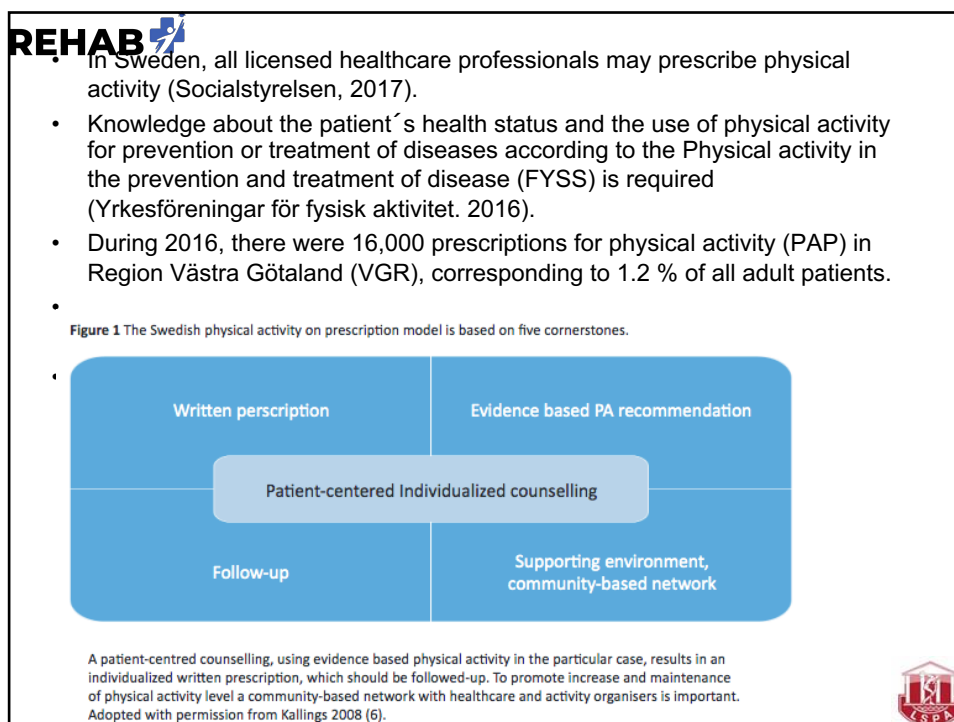 REHAB
• In Sweden, all licensed healthcare professionals may prescribe physical
activity (Socialstyrelsen, 2017).
• Knowledge about the patient´s health status and the use of physical activity
for prevention or treatment of diseases according to the Physical activity in
the prevention and treatment of disease (FYSS) is required
(Yrkesföreningar för fysisk aktivitet. 2016).
• During 2016, there were 16,000 prescriptions for physical activity (PAP) in
Region Västra Götaland (VGR), corresponding to 1.2 % of all adult patients.
•
Figure 1 The Swedish physical activity on prescription model is based on five cornerstones.
•
Written perscription
Evidence based PA recommendation
Patient-centered Individualized counselling
Follow-up
Supporting environment,
community-based network
A patient-centred counselling, using evidence based physical activity in the particular case, results in an
individualized written prescription, which should be followed-up. To promote increase and maintenance
of physical activity level a community-based network with healthcare and activity organisers is important.
Adopted with permission from Kallings 2008 (6).
LSPA